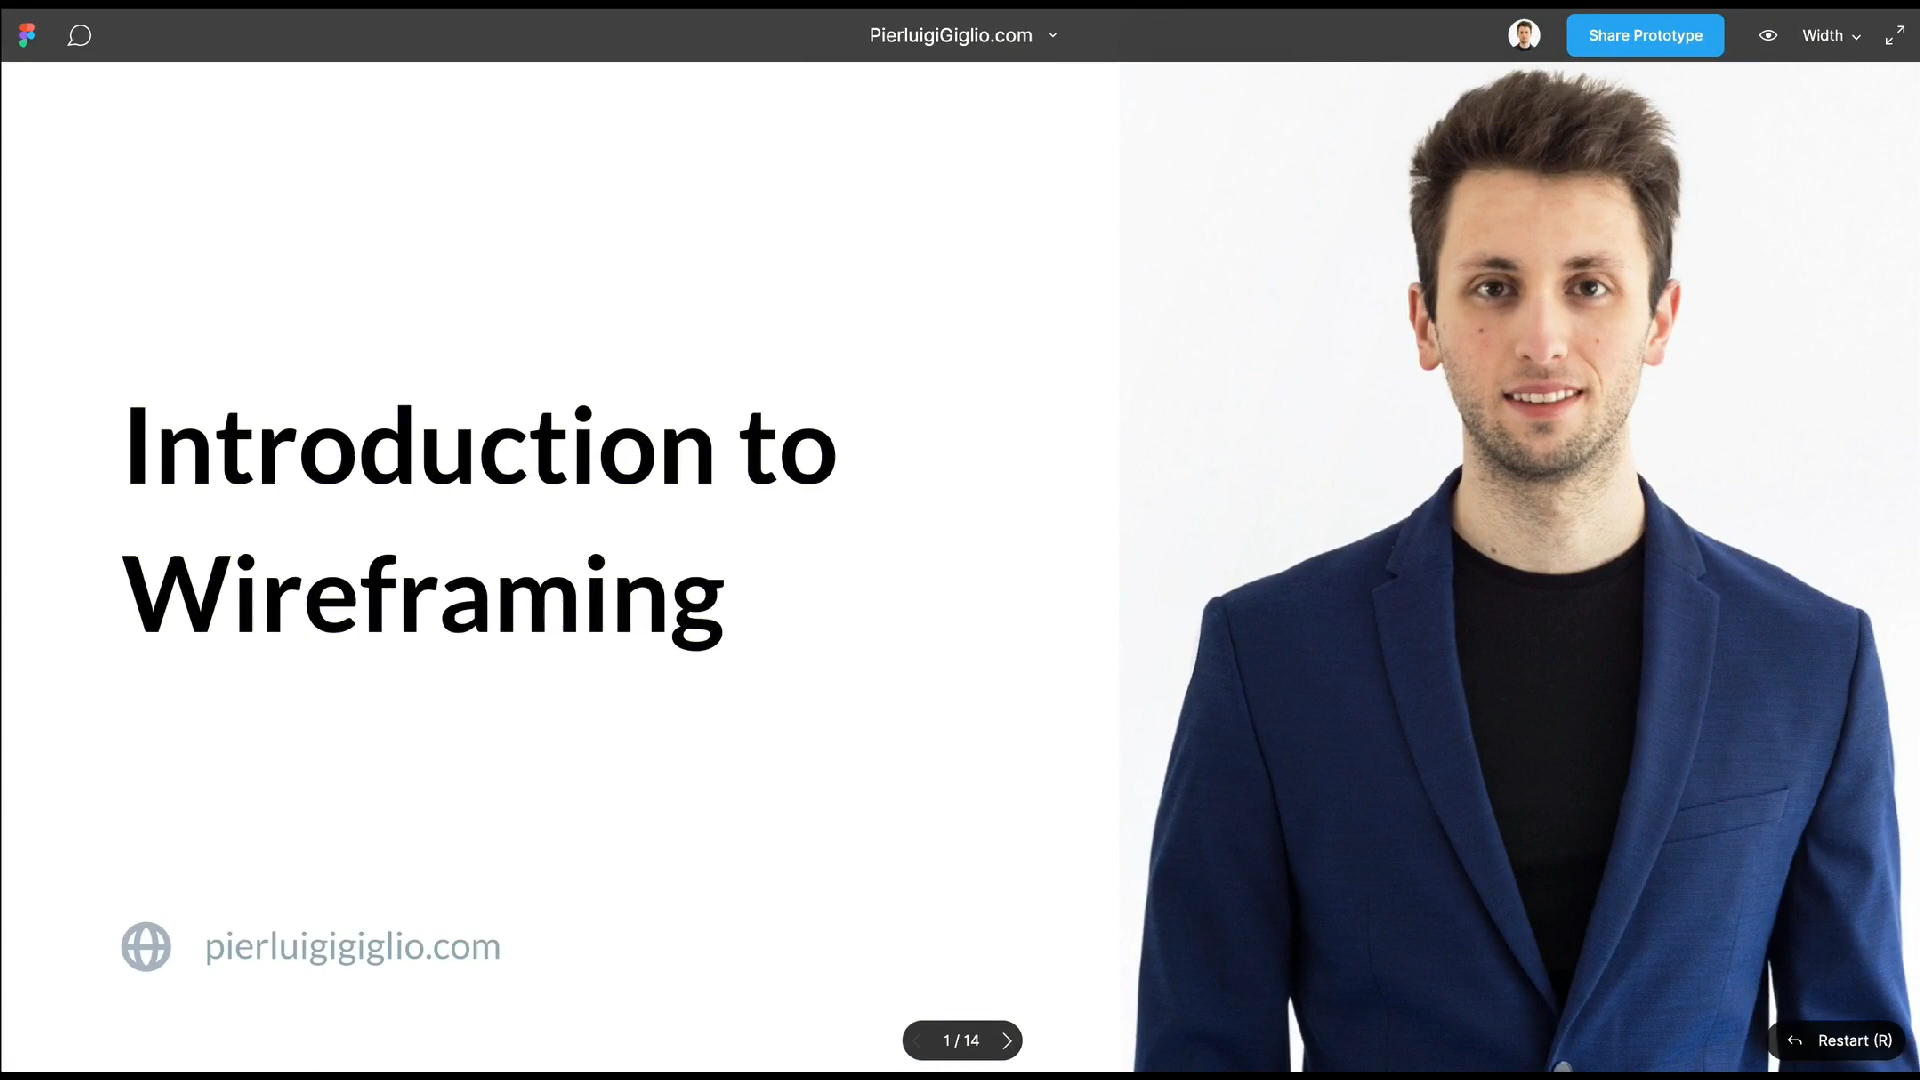 PierluigiGiglio.com
Share Prototype
Width
Introduction to
Wireframing
pierluigigiglio.com
1 / 14
Restart (R)